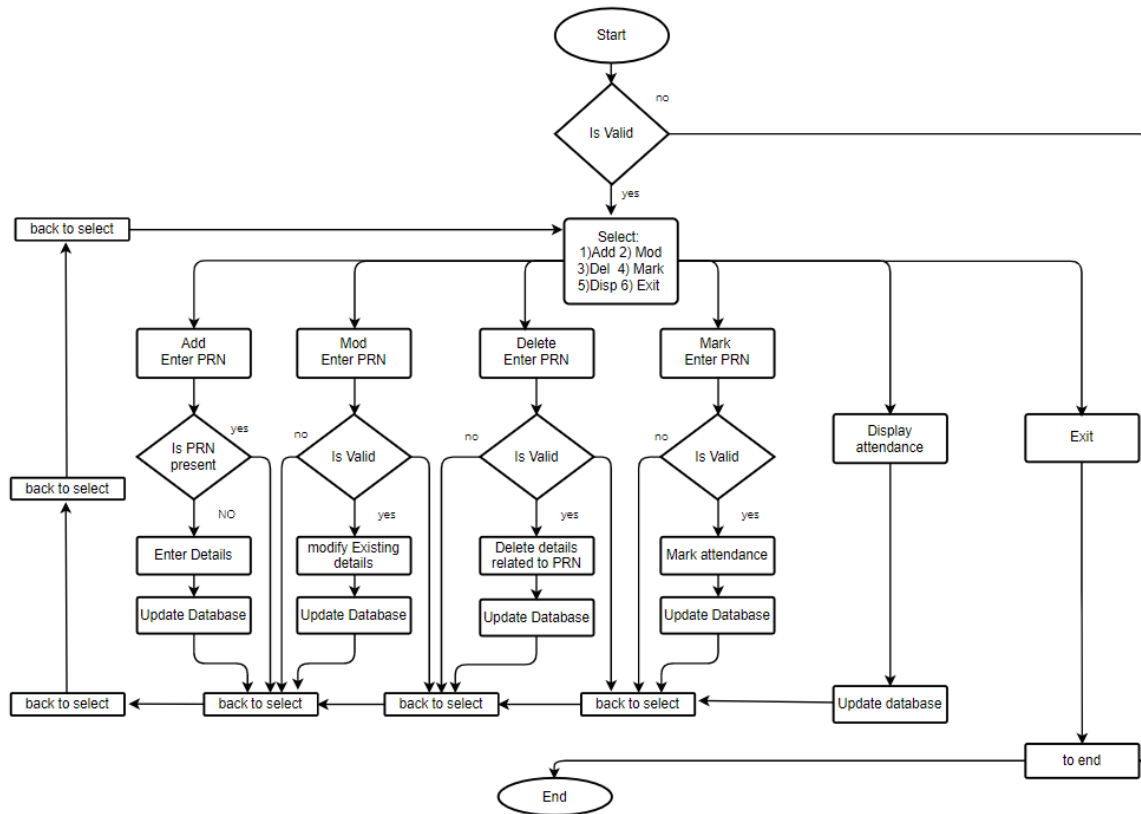 Start
no
Is Valid
yes
back to select
Select:
1)Add 2) Mod
3)Del 4) Mark
5)Disp 6) Exit
Add
Enter PRN
Mod
Enter PRN
Delete
Enter PRN
Mark
Enter PRN
yes
Is PRN
present
no
Is Valid
no
Is Valid
no
Is Valid
Display
attendance
Exit
back to select
NO
yes
yes
yes
Enter Details
modify Existing
details
Delete details
related to PRN
Mark attendance
Update Database
Update Database
Update Database
Update Database
back to select
back to select
back to select
back to select
Update database
to end
End